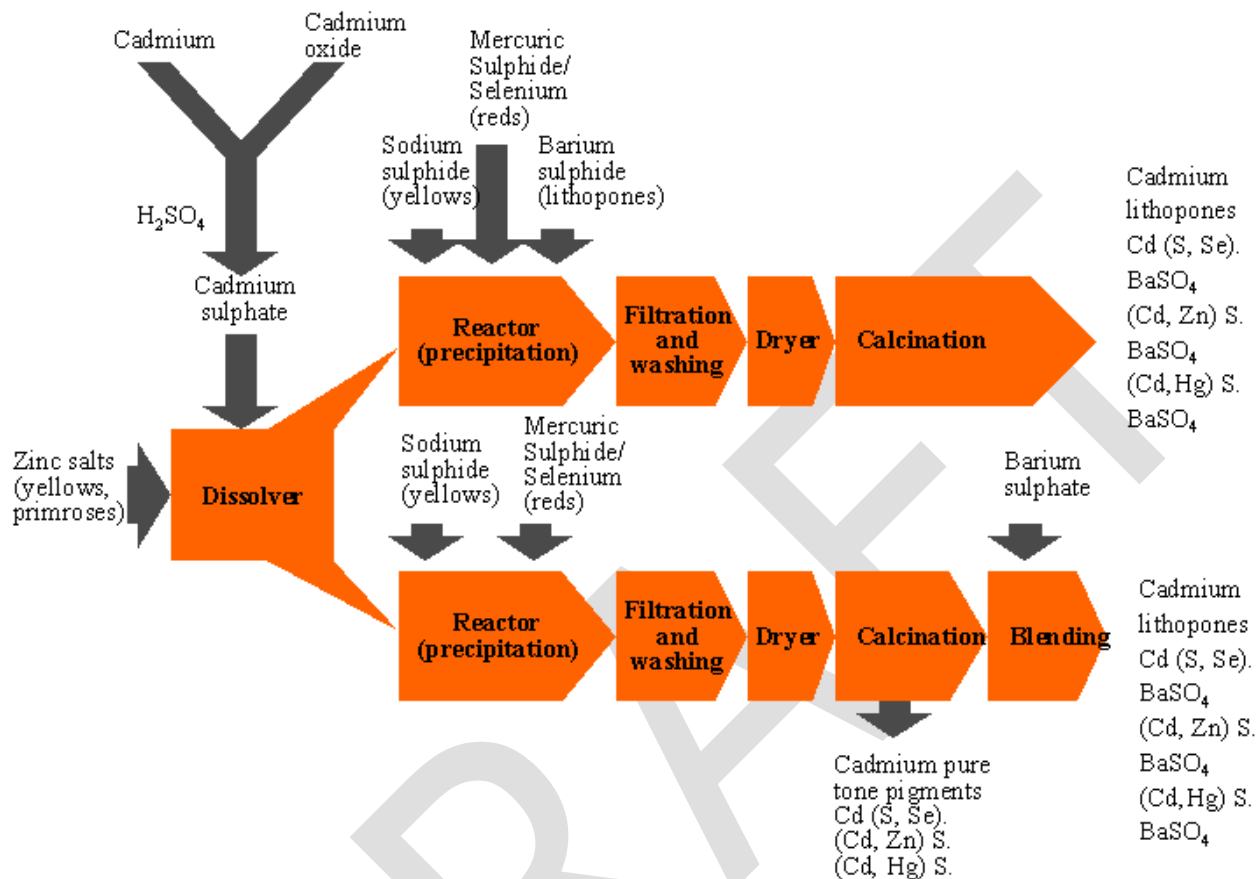 Cadmium
Cadmium
oxide
H₂SO₄
Cadmium
sulphate
Zinc salts
(yellows,
primroses)
Dissolver
Sodium
sulphide
(yellows)
Mercuric
Sulphide/
Selenium
(reds)
Barium
sulphide
(lithopones)
Reactor
(precipitation)
Filtration
and
washing
Dryer
Calcination
Cadmium
lithopones
Cd (S, Se).
BaSO₄
(Cd, Zn) S.
BaSO₄
(Cd,Hg) S.
BaSO₄
Sodium
sulphide
(yellows)
Mercuric
Sulphide/
Selenium
(reds)
Barium
sulphate
Reactor
(precipitation)
Filtration
and
washing
Dryer
Calcination
Blending
Cadmium
lithopones
Cd (S, Se).
BaSO₄
(Cd, Zn) S.
BaSO₄
(Cd,Hg) S.
BaSO₄
Cadmium pure
tone pigments
Cd (S, Se).
(Cd, Zn) S.
(Cd, Hg) S.
RAFT